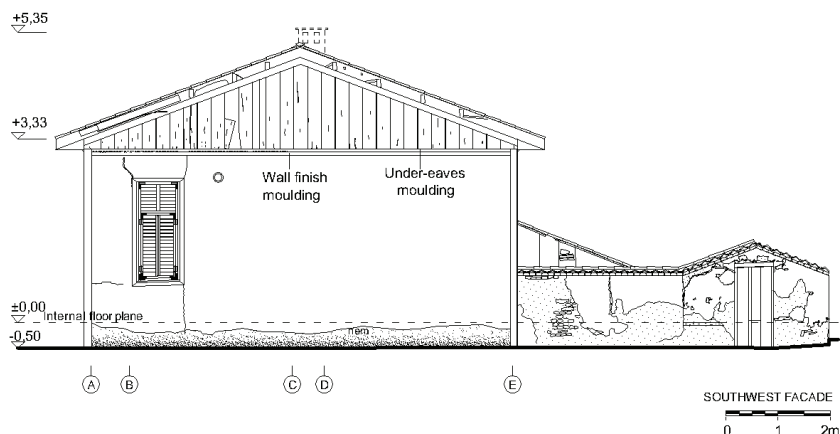 +5,35
+3,33
Wall finish
moulding
Under-eaves
moulding
±0,00
Internal floor plane
nem
-0,50
A B C D E
SOUTHWEST FACADE
0 1 2m